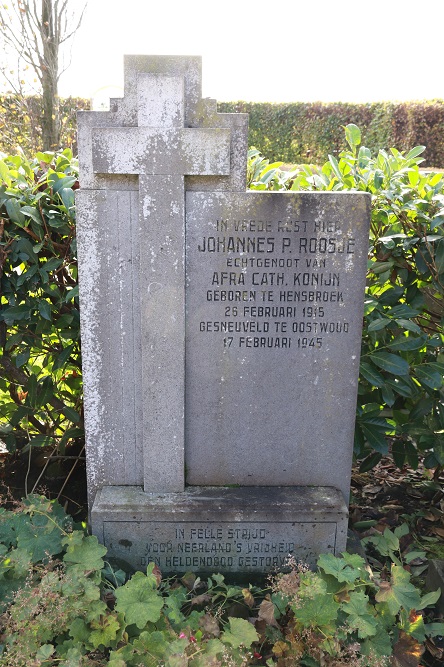 IN VREDE RUST HIER
JOHANNES P. ROOSJE
ECHTGENOOT VAN
AFRA CATH. KONIJN
GEBOREN TE HENSBROEK
26 FEBRUARI 1915
GESNEUVELD TE OOSTWOUD
17 FEBRUARI 1945
IN FELLE STRIJD
VOOR NEERLAND'S VRIJHEID
DEN HELDENDOOD GESTORVEN